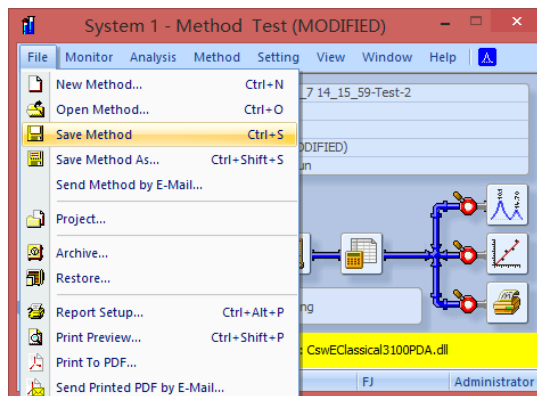 System 1 - Method Test (MODIFIED)
File Monitor Analysis Method Setting View Window Help
New Method... Ctrl+N
_7 14_15_59-Test-2
Open Method... Ctrl+O
Save Method Ctrl+S
ODIFIED)
Save Method As... Ctrl+Shift+S
un
Send Method by E-Mail...
Project...
Archive...
Restore...
Report Setup... Ctrl+Alt+P
ng
Print Preview... Ctrl+Shift+P
: CswEClassical3100PDA.dll
Print To PDF...
Send Printed PDF by E-Mail...
FJ Administrator